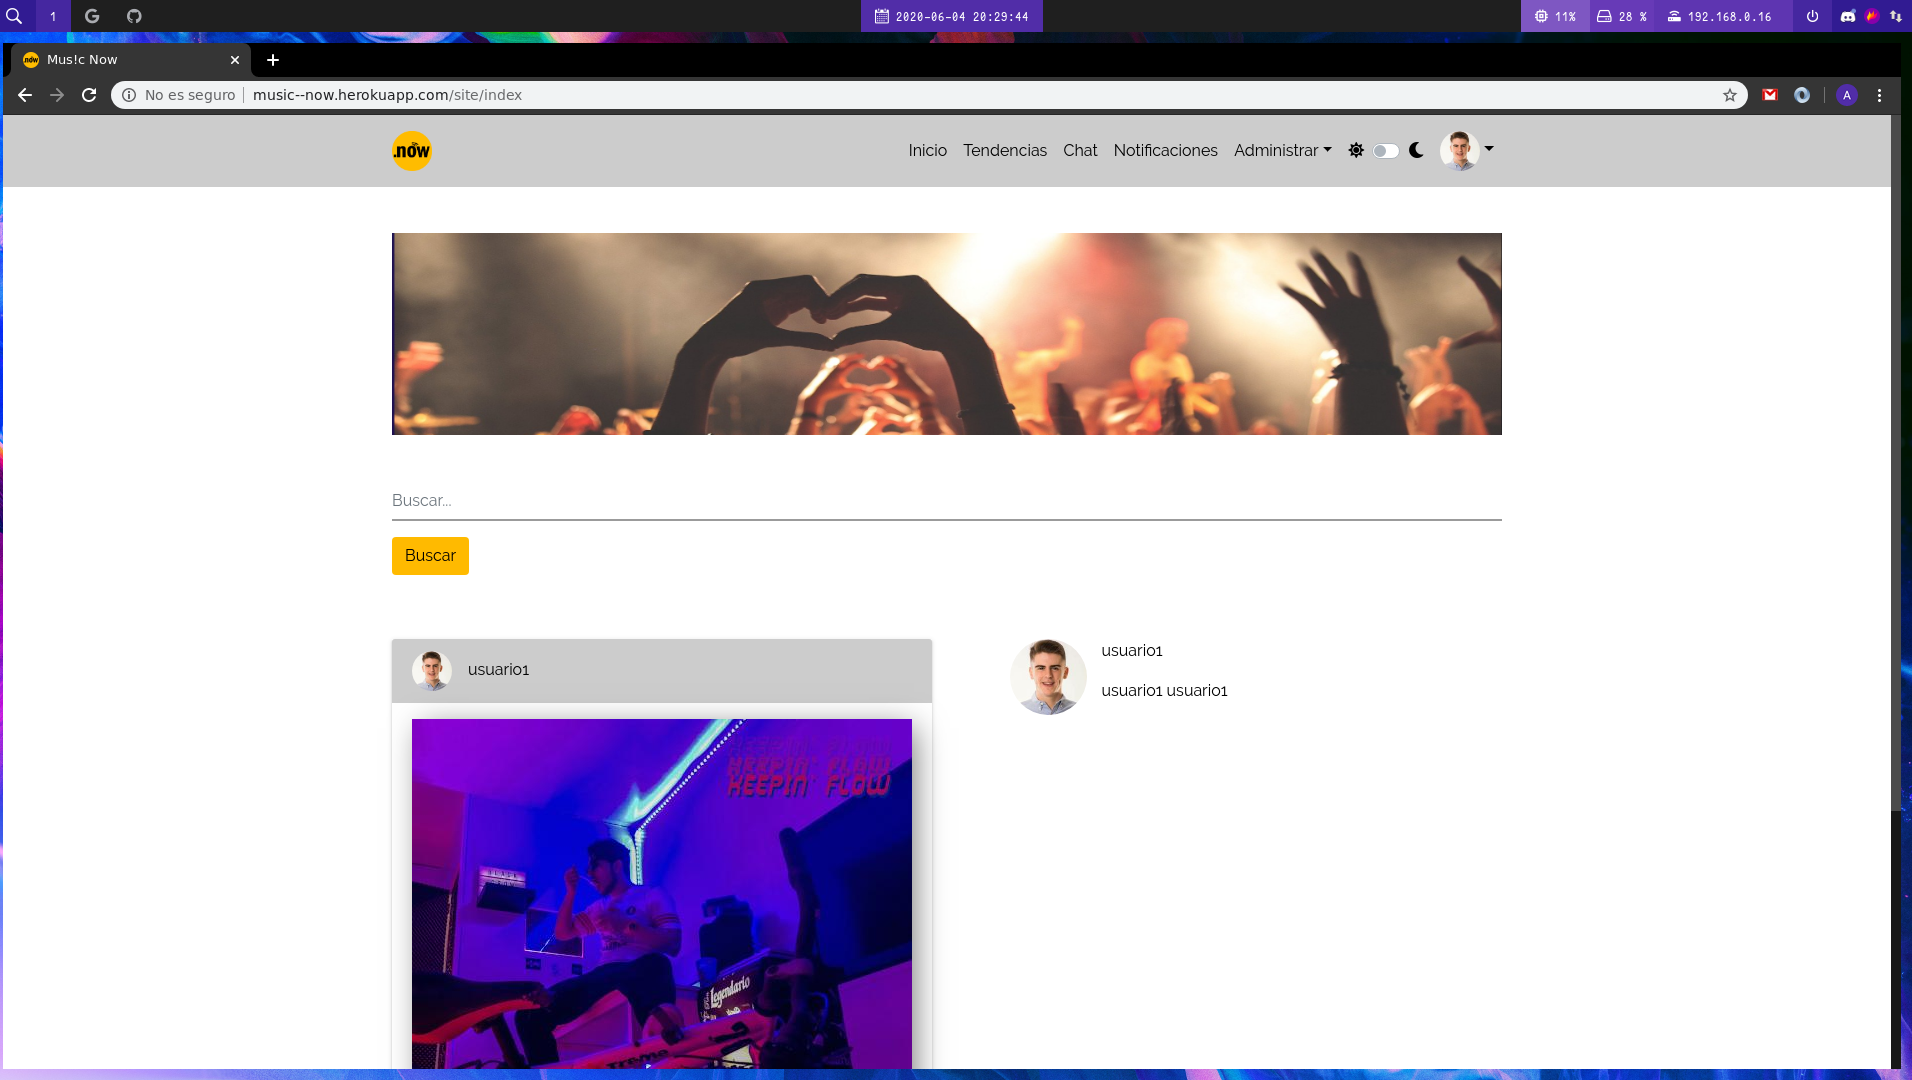 1
2020-06-04 20:29:44
11%
28 %
192.168.0.16
Mus!c Now
No es seguro
music--now.herokuapp.com/site/index
A
.now
Inicio
Tendencias
Chat
Notificaciones
Administrar
Buscar...
Buscar
usuario1
usuario1
usuario1 usuario1
KEEPIN' FLOW
KEEPIN' FLOW
Legendario